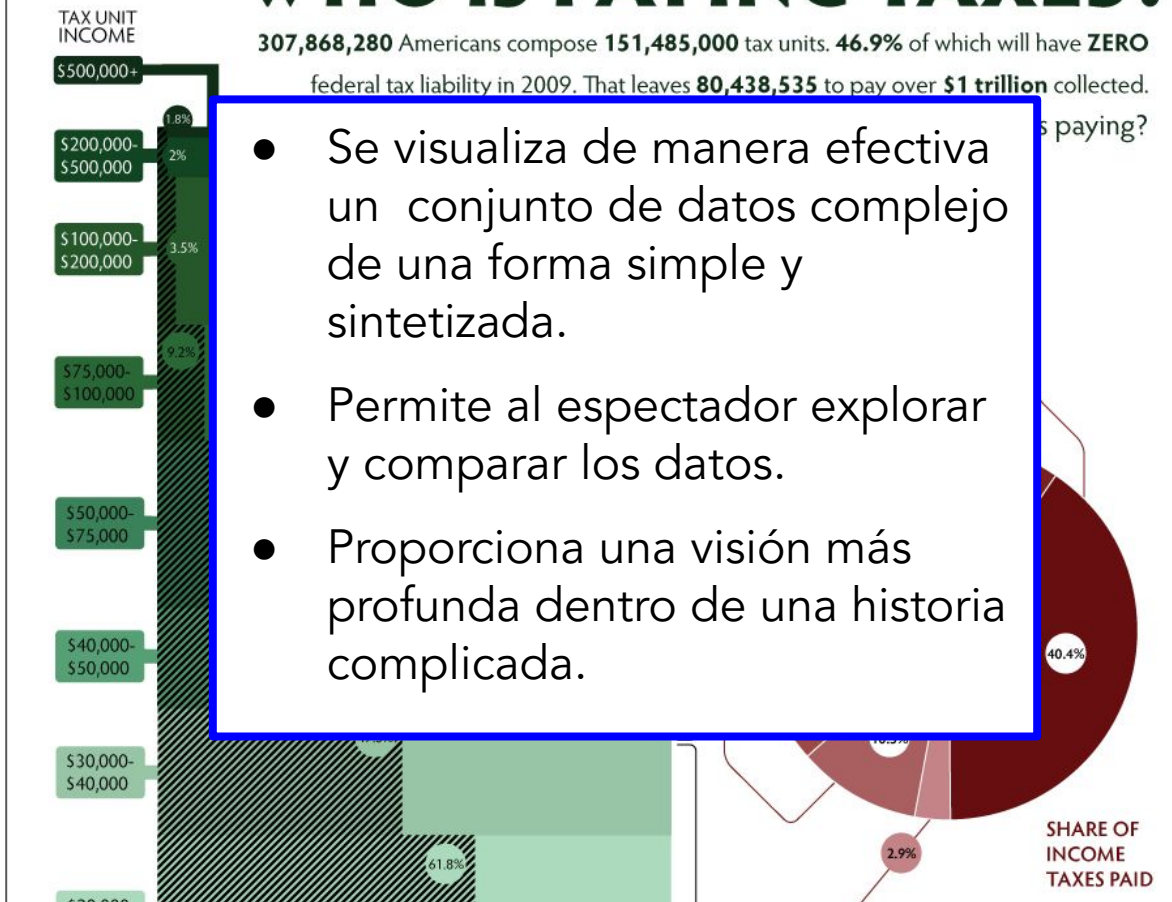 WHO IS PAYING TAXES?
TAX UNIT
INCOME
307,868,280 Americans compose 151,485,000 tax units. 46.9% of which will have ZERO
federal tax liability in 2009. That leaves 80,438,535 to pay over $1 trillion collected.
s paying?
$500,000+
1.8%
$200,000-
$500,000
2%
$100,000-
$200,000
3.5%
9.2%
$75,000-
$100,000
$50,000-
$75,000
$40,000-
$50,000
$30,000-
$40,000
61.8%
● Se visualiza de manera efectiva
un conjunto de datos complejo
de una forma simple y
sintetizada.
● Permite al espectador explorar
y comparar los datos.
● Proporciona una visión más
profunda dentro de una historia
complicada.
40.4%
2.9%
SHARE OF
INCOME
TAXES PAID